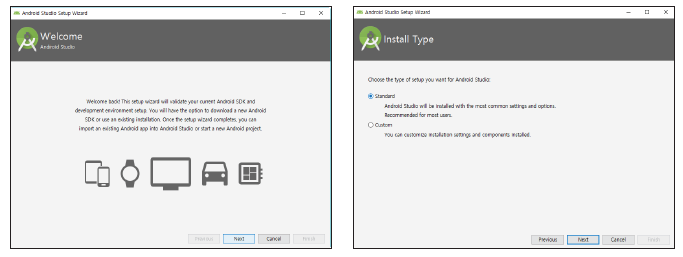 Android Studio Setup Wizard
Welcome
Android Studio
Welcome back! This setup wizard will validate your current Android SDK and
development environment setup. You will have the option to download a new Android
SDK or use an existing installation. Once the setup wizard completes, you can
import an existing Android app into Android Studio or start a new Android project.
Previous
Next
Cancel
Finish
Android Studio Setup Wizard
Install Type
Choose the type of setup you want for Android Studio:
Standard
Android Studio will be installed with the most common settings and options.
Recommended for most users.
Custom
You can customize installation settings and components installed.
Previous
Next
Cancel
Finish